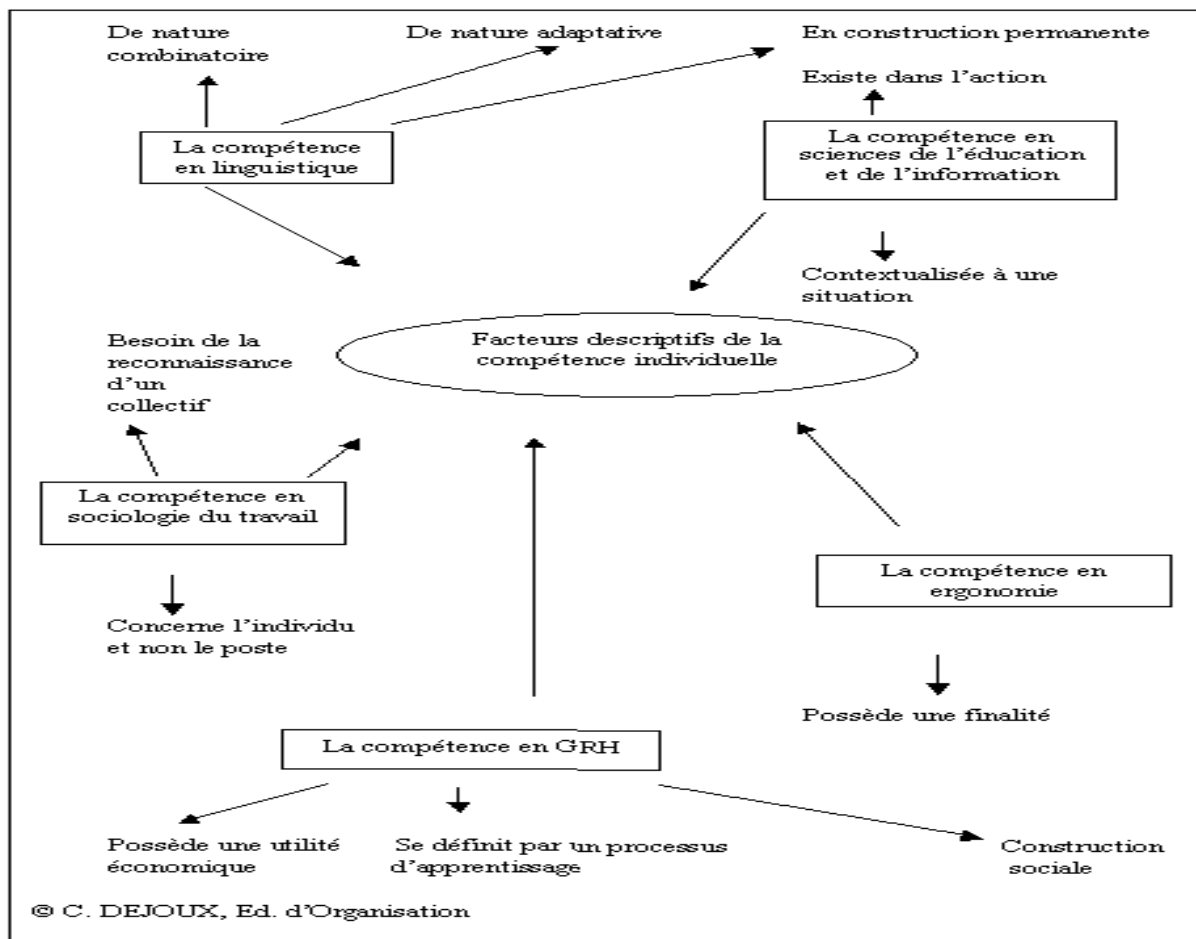 De nature
combinatoire
De nature adaptative
En construction permanente
Existe dans l'action
La compétence
en linguistique
La compétence en
sciences de l'éducation
et de l'information
Contextualisée à une
situation
Facteurs descriptifs de la
compétence individuelle
Besoin de la
reconnaissance
d'un
collectif
La compétence en
sociologie du travail
La compétence en
ergonomie
Concerne l'individu
et non le poste
Possède une finalité
La compétence en GRH
Possède une utilité
économique
Se définit par un processus
d'apprentissage
Construction
sociale
© C. DEJOUX, Ed. d'Organisation